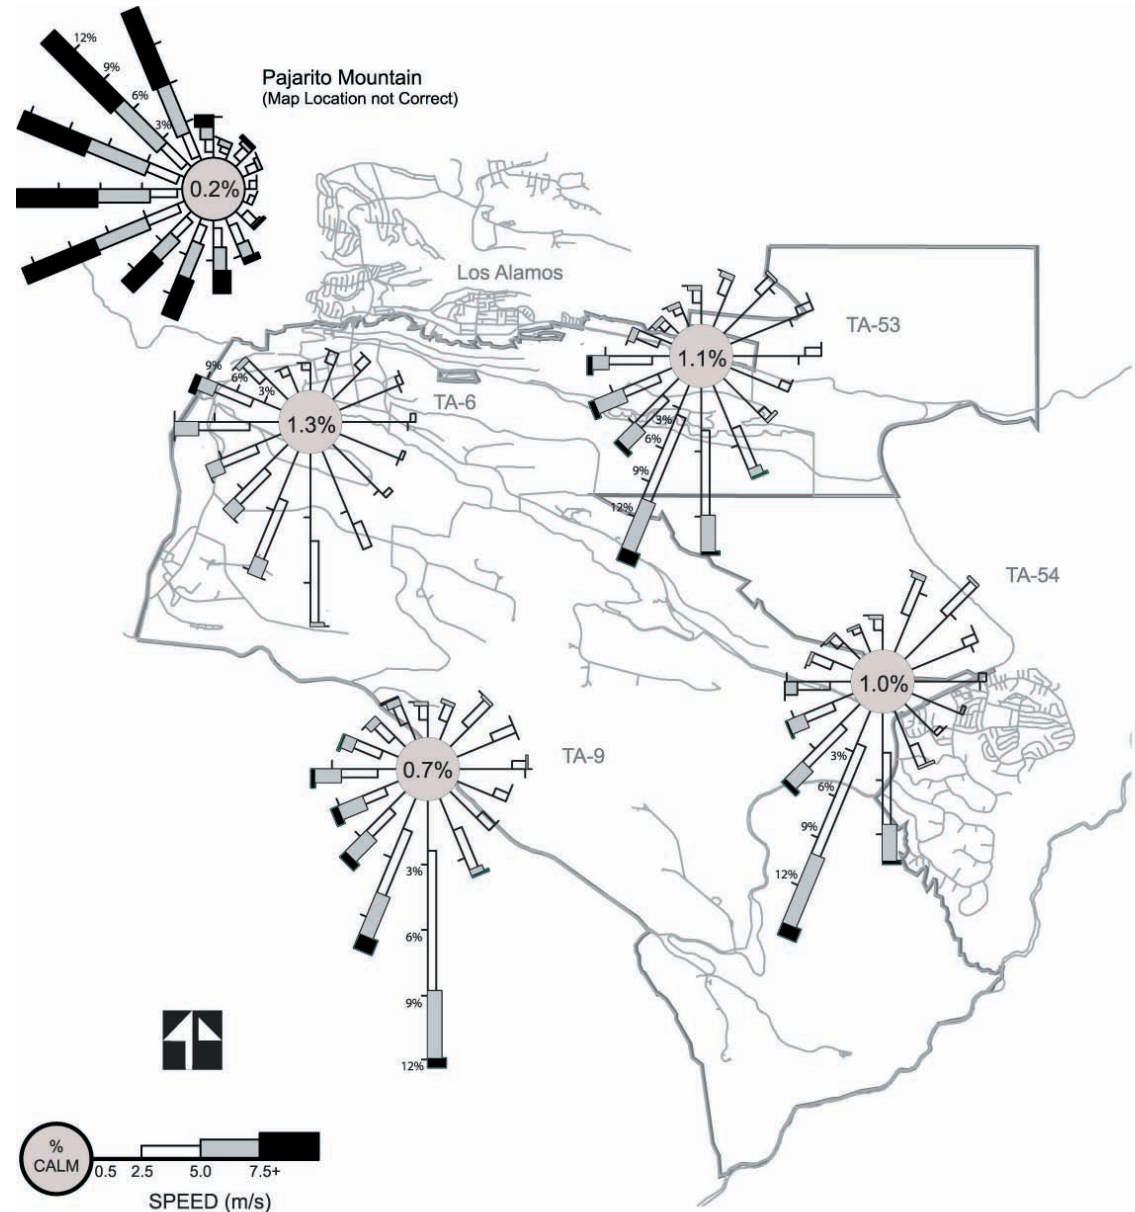 12%
9%
6%
3%
Pajarito Mountain
(Map Location not Correct)
0.2%
Los Alamos
TA-53
1.1%
3%
6%
9%
12%
9%
6%
3%
TA-6
1.3%
TA-54
1.0%
3%
6%
9%
12%
TA-9
0.7%
3%
6%
9%
12%
%
CALM
0.5 2.5 5.0 7.5+
SPEED (m/s)